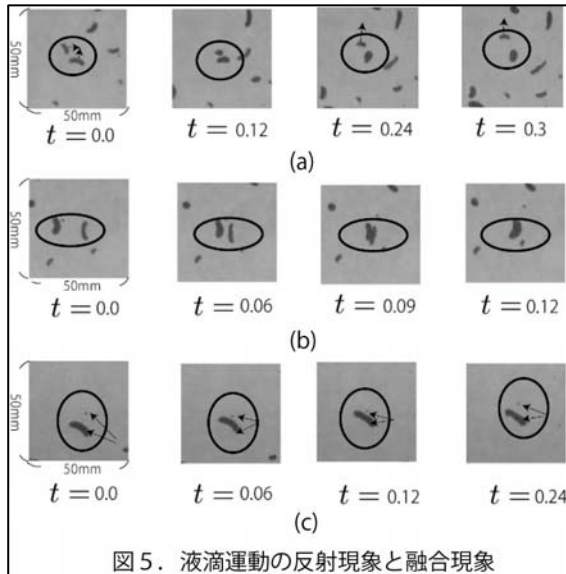 50mm
50mm
t = 0.0
t = 0.12
t = 0.24
t = 0.3
(a)
50mm
50mm
t = 0.0
t = 0.06
t = 0.09
t = 0.12
(b)
50mm
50mm
t = 0.0
t = 0.06
t = 0.12
t = 0.24
(c)
図5. 液滴運動の反射現象と融合現象